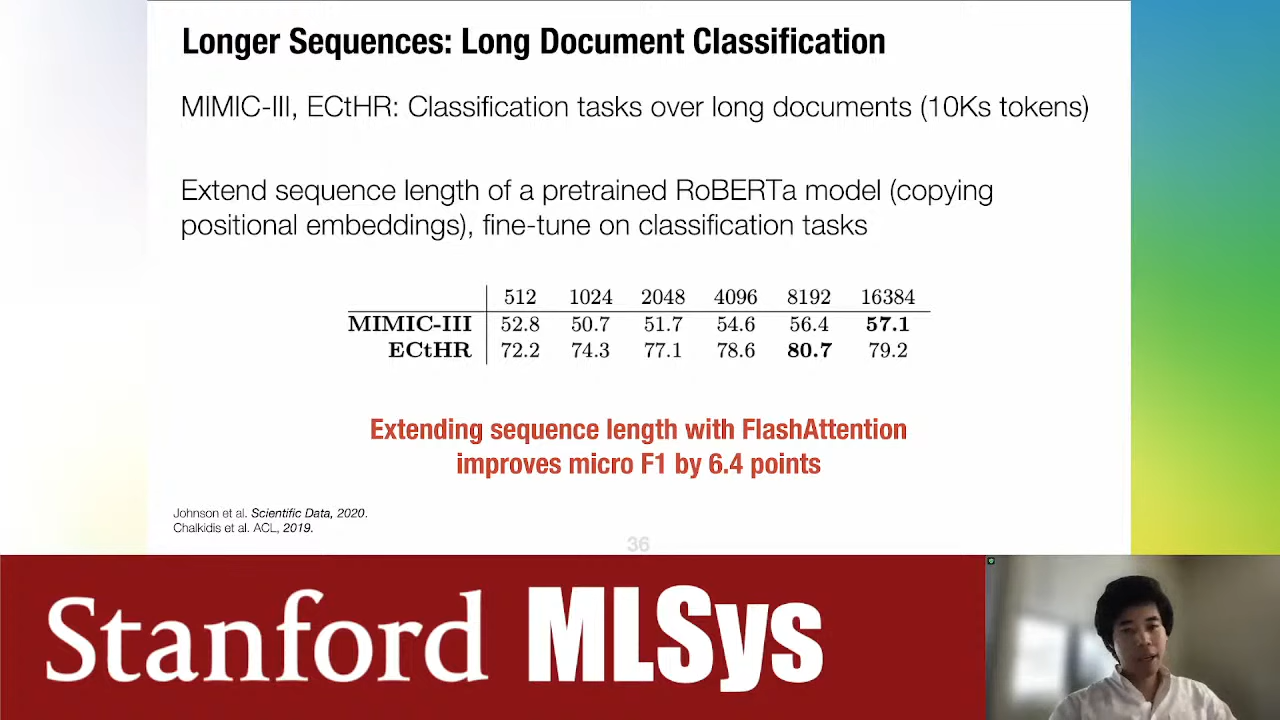 Longer Sequences: Long Document Classification
MIMIC-III, ECtHR: Classification tasks over long documents (10Ks tokens)
Extend sequence length of a pretrained RoBERTa model (copying
positional embeddings), fine-tune on classification tasks
512 1024 2048 4096 8192 16384
MIMIC-III 52.8 50.7 51.7 54.6 56.4 57.1
ECtHR 72.2 74.3 77.1 78.6 80.7 79.2
Extending sequence length with FlashAttention
improves micro F1 by 6.4 points
Johnson et al. Scientific Data, 2020.
Chalkidis et al. ACL, 2019.
36
Stanford MLSys